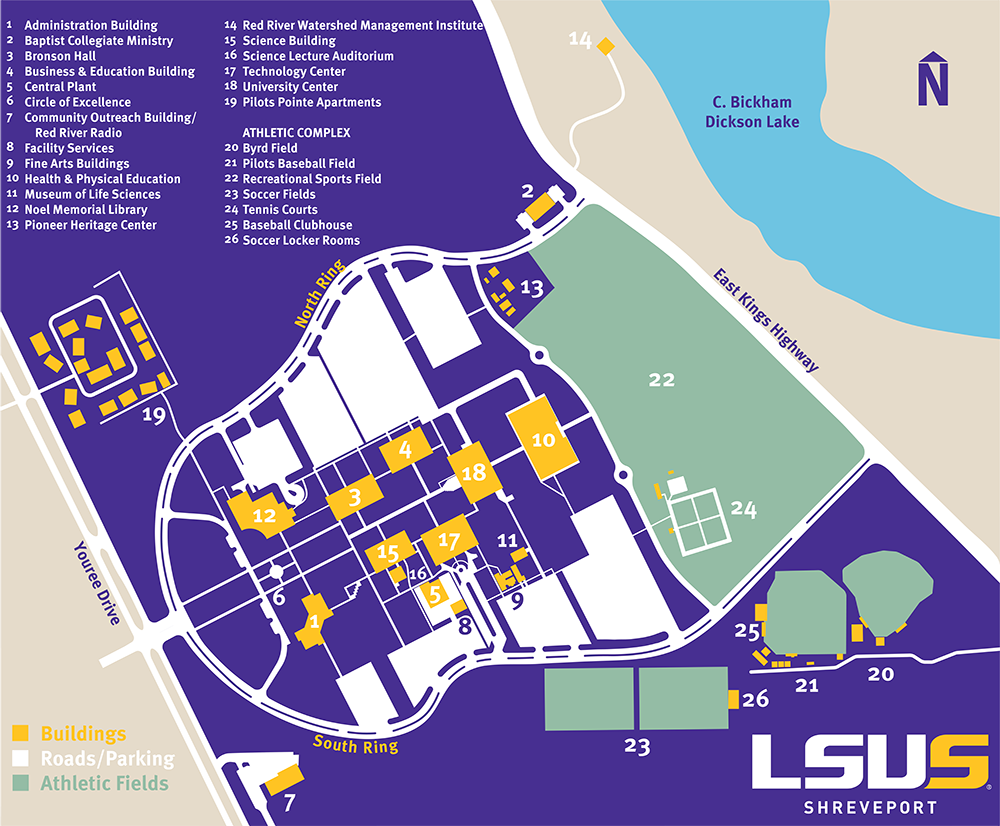 1 Administration Building
2 Baptist Collegiate Ministry
3 Bronson Hall
4 Business & Education Building
5 Central Plant
6 Circle of Excellence
7 Community Outreach Building/
Red River Radio
8 Facility Services
9 Fine Arts Buildings
10 Health & Physical Education
11 Museum of Life Sciences
12 Noel Memorial Library
13 Pioneer Heritage Center
14 Red River Watershed Management Institute
15 Science Building
16 Science Lecture Auditorium
17 Technology Center
18 University Center
19 Pilots Pointe Apartments
ATHLETIC COMPLEX
20 Byrd Field
21 Pilots Baseball Field
22 Recreational Sports Field
23 Soccer Fields
24 Tennis Courts
25 Baseball Clubhouse
26 Soccer Locker Rooms
14
N
C. Bickham
Dickson Lake
2
North Ring
13
East Kings Highway
22
19
4
10
18
3
12
24
17
15
11
16
5
9
6
1
8
Youree Drive
25
20
21
26
23
South Ring
7
Buildings
Roads/Parking
Athletic Fields
LSUS®
SHREVEPORT